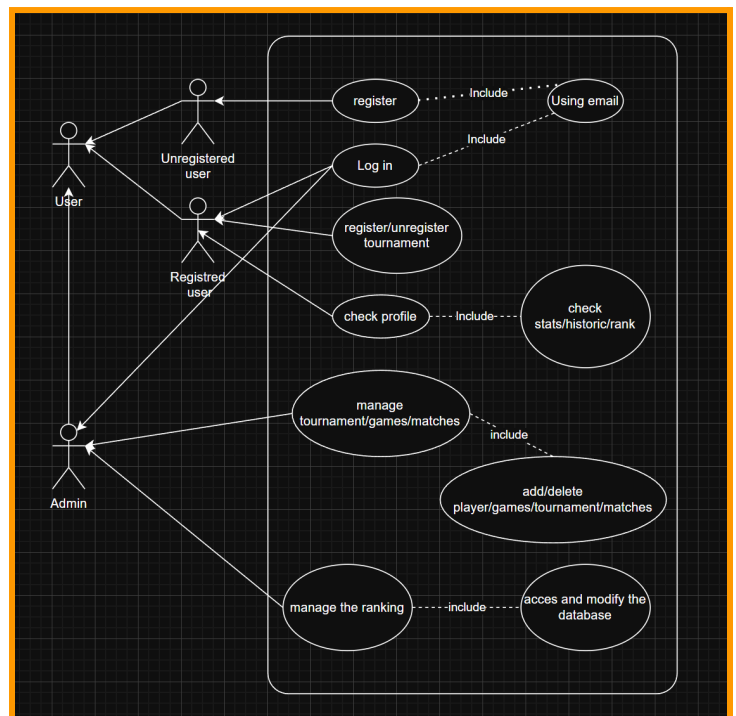 register
Include
Using email
Unregistered
user
Include
Log in
User
register/unregister
tournament
Registred
user
check profile
Include
check
stats/historic/rank
manage
tournament/games/matches
include
Admin
add/delete
player/games/tournament/matches
manage the ranking
include
acces and modify the
database